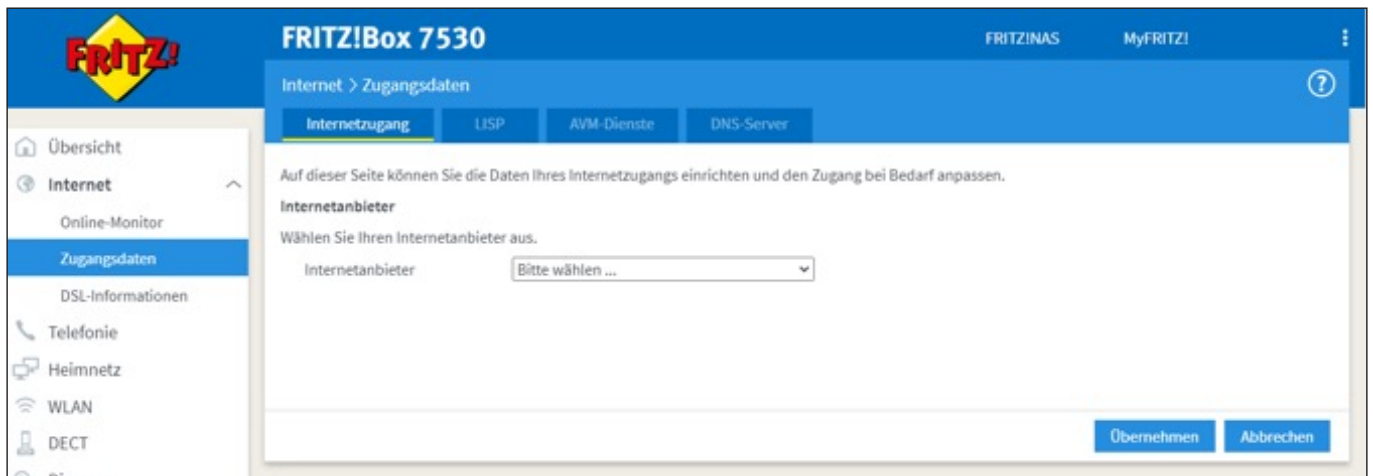 FRITZ!
FRITZ!Box 7530
FRITZ!NAS
MyFRITZ!
Internet > Zugangsdaten
Internetzugang
LISP
AVM-Dienste
DNS-Server
Übersicht
Internet
Online-Monitor
Zugangsdaten
DSL-Informationen
Telefonie
Heimnetz
WLAN
DECT
Auf dieser Seite können Sie die Daten Ihres Internetzugangs einrichten und den Zugang bei Bedarf anpassen.
Internetanbieter
Wählen Sie Ihren Internetanbieter aus.
Internetanbieter
Bitte wählen ...
Übernehmen
Abbrechen